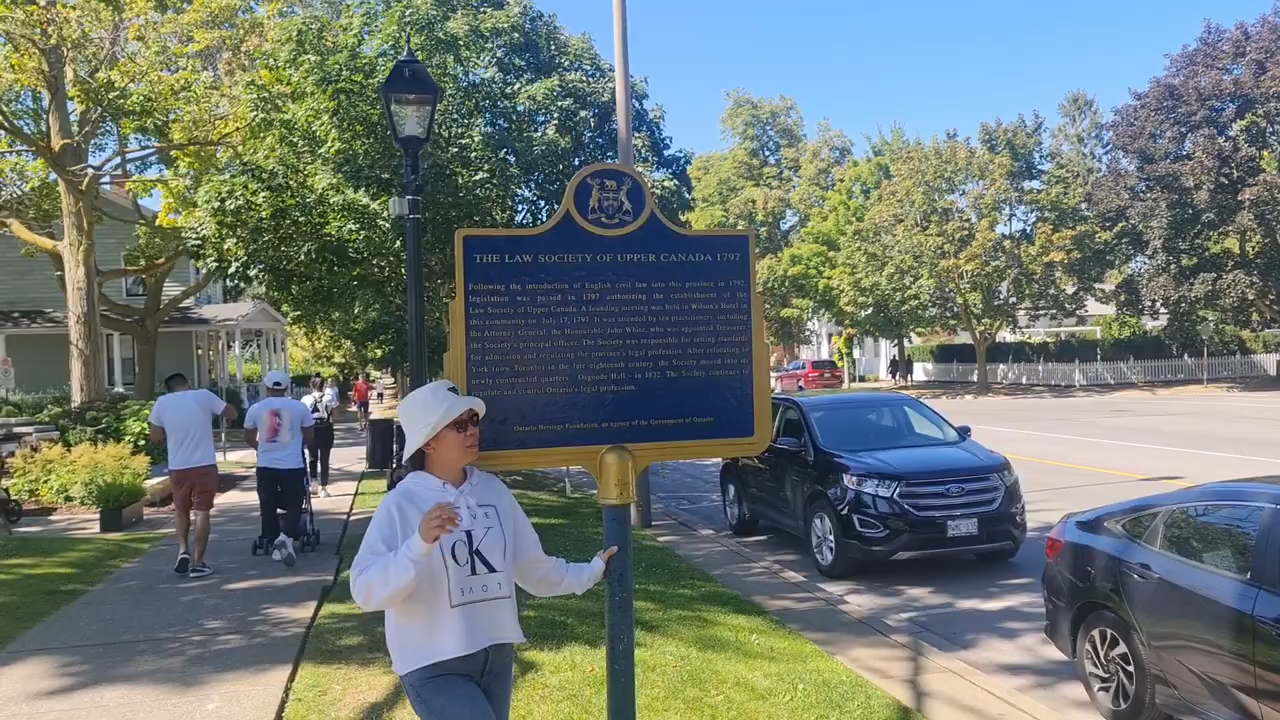 THE LAW SOCIETY OF UPPER CANADA 1797
Following the introduction of English civil law into this province in 1792,
legislation was passed in 1797 authorizing the establishment of the
Law Society of Upper Canada. A founding meeting was held in Wilson's Hotel in
this community on July 17, 1797. It was attended by ten practitioners, including
the Attorney General, the Honourable John White, who was appointed Treasurer
the Society's principal officer. The Society was responsible for setting standards
for admission and regulating the province's legal profession. After relocating to
York (now Toronto) in the late eighteenth century, the Society moved into its
newly-constructed quarters Osgoode Hall in 1832. The Society continues to
regulate and control Ontario's legal profession.
Ontario Heritage Foundation, an agency of the Government of Ontario
CK
LOVE
Ford